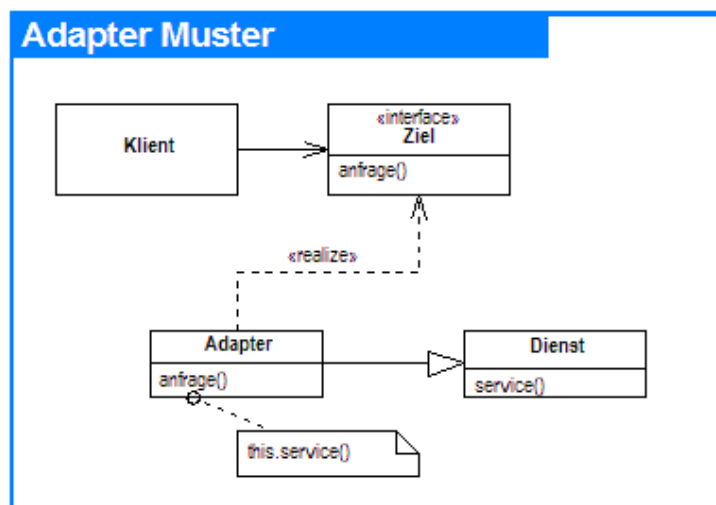 Adapter Muster
Klient
«interface»
Ziel
anfrage()
«realize»
Adapter
anfrage()
Dienst
service()
this.service()